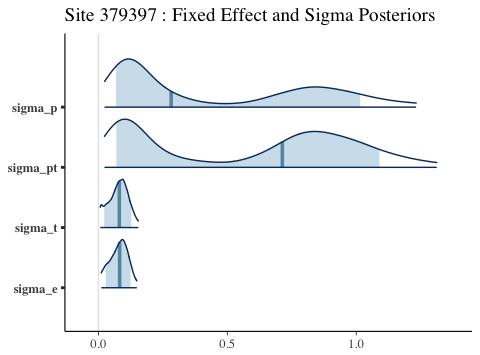 Site 379397 : Fixed Effect and Sigma Posteriors
sigma_p
sigma_pt
sigma_t
sigma_e
0.0 0.5 1.0